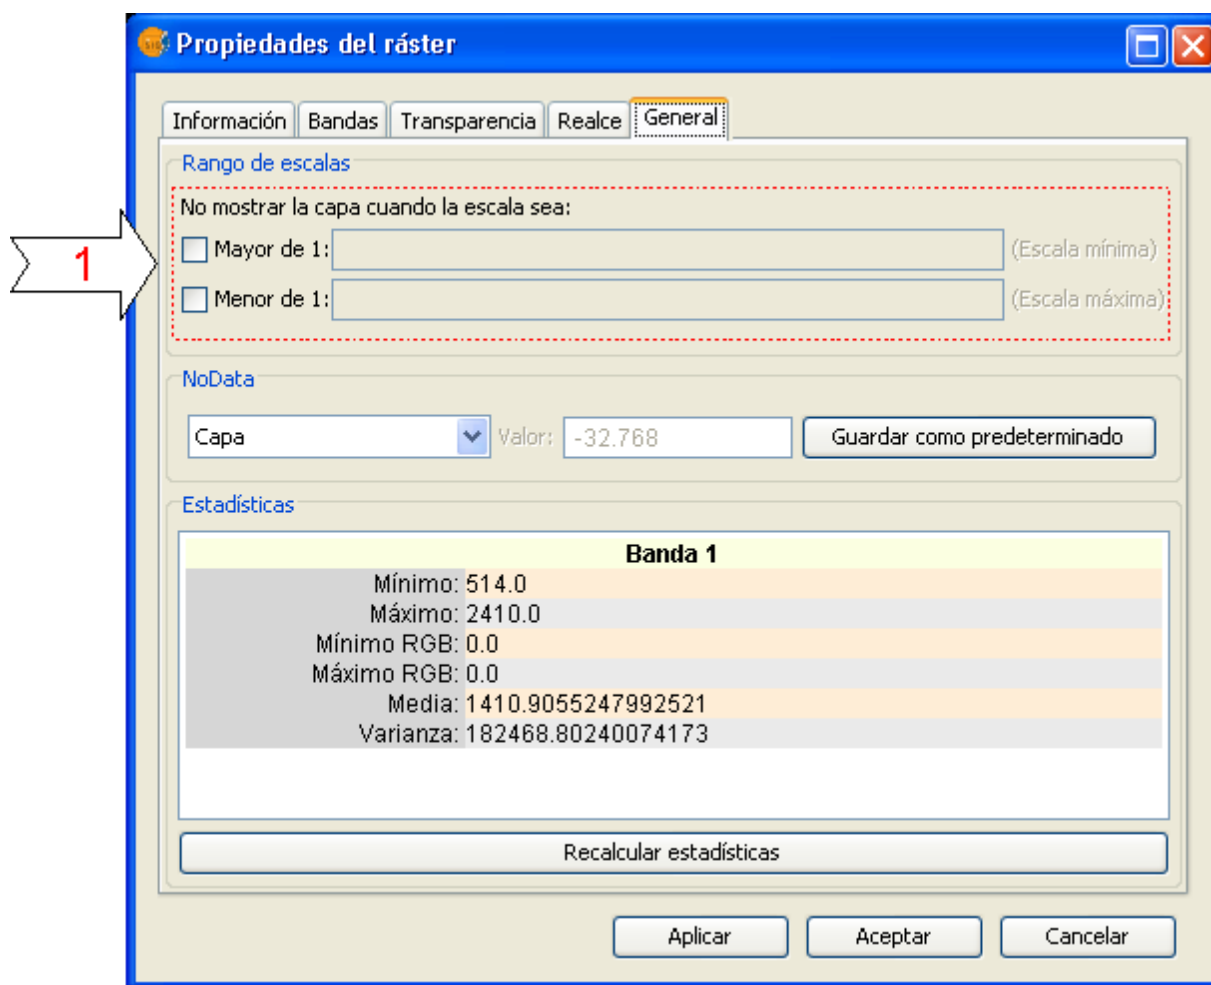 Propiedades del ráster
Información Bandas Transparencia Realce General
Rango de escalas
No mostrar la capa cuando la escala sea:
1
Mayor de 1: (Escala mínima)
Menor de 1: (Escala máxima)
NoData
Capa Valor: -32.768 Guardar como predeterminado
Estadísticas
Banda 1
Mínimo: 514.0
Máximo: 2410.0
Mínimo RGB: 0.0
Máximo RGB: 0.0
Media: 1410.9055247992521
Varianza: 182468.80240074173
Recalcular estadísticas
Aplicar Aceptar Cancelar